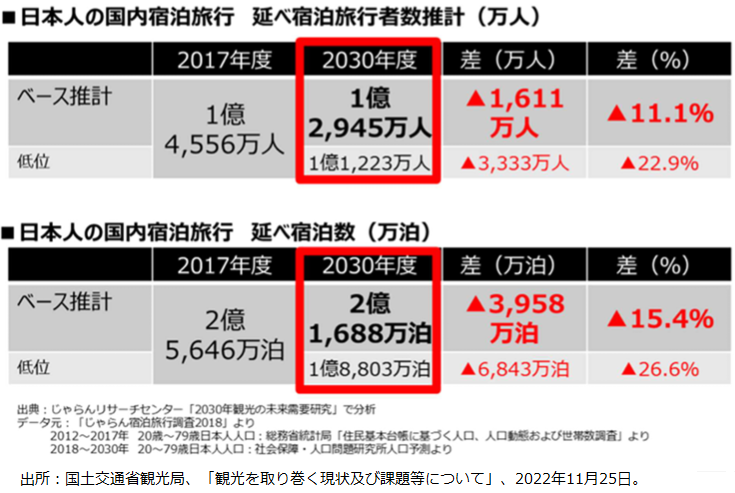 ■日本人の国内宿泊旅行 延べ宿泊旅行者数推計（万人）
2017年度 2030年度 差（万人） 差（%）
ベース推計 1億 4,556万人 1億 2,945万人 ▲1,611 万人 ▲11.1%
低位 1億1,223万人 ▲3,333万人 ▲22.9%
■日本人の国内宿泊旅行 延べ宿泊数（万泊）
2017年度 2030年度 差（万泊） 差（%）
ベース推計 2億 5,646万泊 2億 1,688万泊 ▲3,958 万泊 ▲15.4%
低位 1億8,803万泊 ▲6,843万泊 ▲26.6%
出典：じゃらんリサーチセンター「2030年観光の未来需要研究」で分析
データ元：「じゃらん宿泊旅行調査2018」より
2012～2017年 20歳～79歳日本人人口：総務省統計局「住民基本台帳に基づく人口、人口動態および世帯数調査」より
2018～2030年 20～79歳日本人人口：社会保障・人口問題研究所人口予測より
出所：国土交通省観光局、「観光を取り巻く現状及び課題等について」、2022年11月25日。